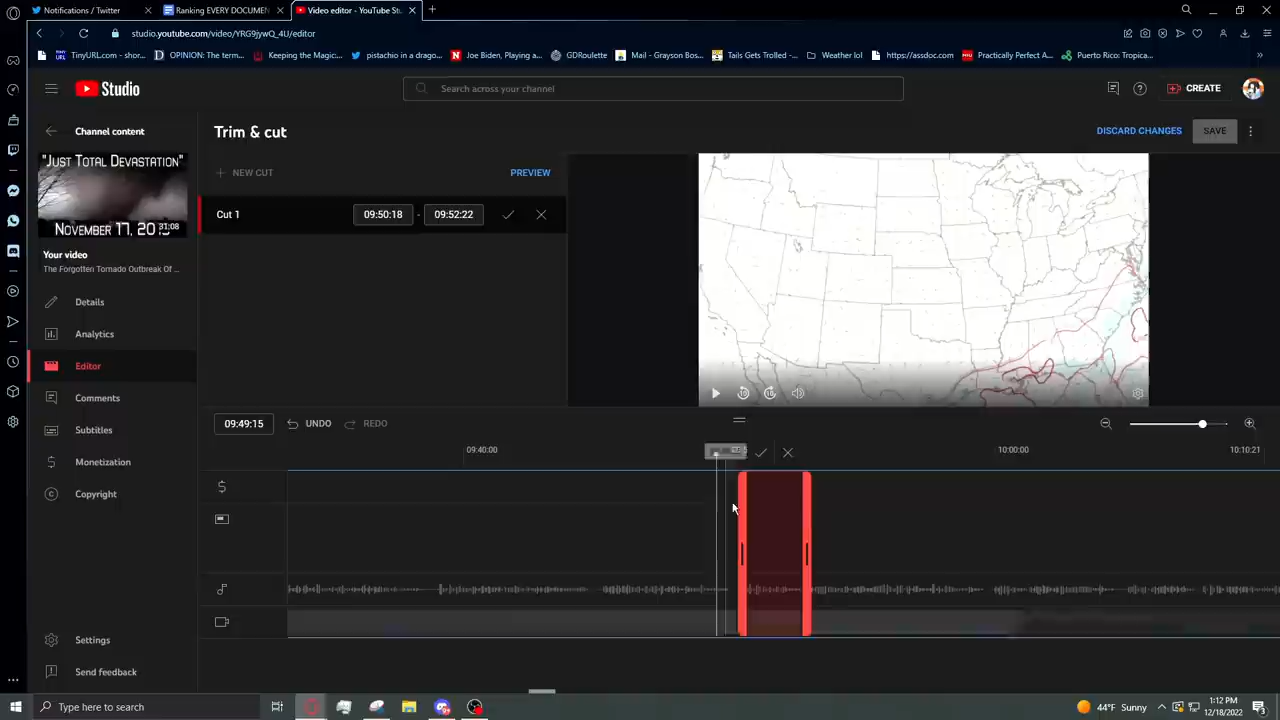 Notifications / Twitter
Ranking EVERY DOCUMEN
Video editor - YouTube Stu
studio.youtube.com/video/YRG9jywQ_4U/editor
TinyURL.com - shor...
OPINION: The term...
Keeping the Magic:...
pistachio in a drago...
Joe Biden, Playing a...
GDRoulette
Mail - Grayson Bos...
Tails Gets Trolled -...
Weather lol
https://assdoc.com...
Practically Perfect A...
Puerto Rico: Tropica...
Studio
Search across your channel
CREATE
Channel content
Trim & cut
DISCARD CHANGES
SAVE
"JUST TOTAL DEVASTATION"
NEW CUT
PREVIEW
Cut 1
09:50:18 - 09:52:22
NOVEMBER 17, 20
31:08
Your video
The Forgotten Tornado Outbreak Of ...
Details
Analytics
Editor
Comments
Subtitles
Monetization
Copyright
10
10
09:49:15
UNDO
REDO
09:40:00
10:00:00
10:10:21
Settings
Send feedback
Type here to search
44°F Sunny
1:12 PM
12/18/2022